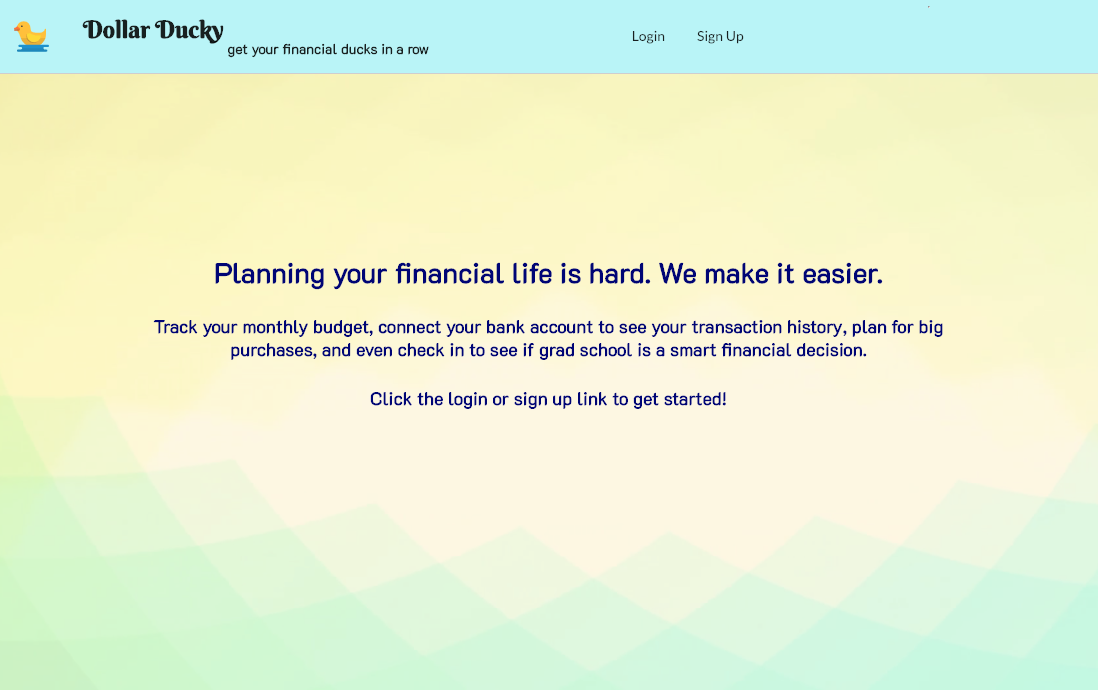 Dollar Ducky
get your financial ducks in a row
Login
Sign Up
Planning your financial life is hard. We make it easier.
Track your monthly budget, connect your bank account to see your transaction history, plan for big
purchases, and even check in to see if grad school is a smart financial decision.
Click the login or sign up link to get started!